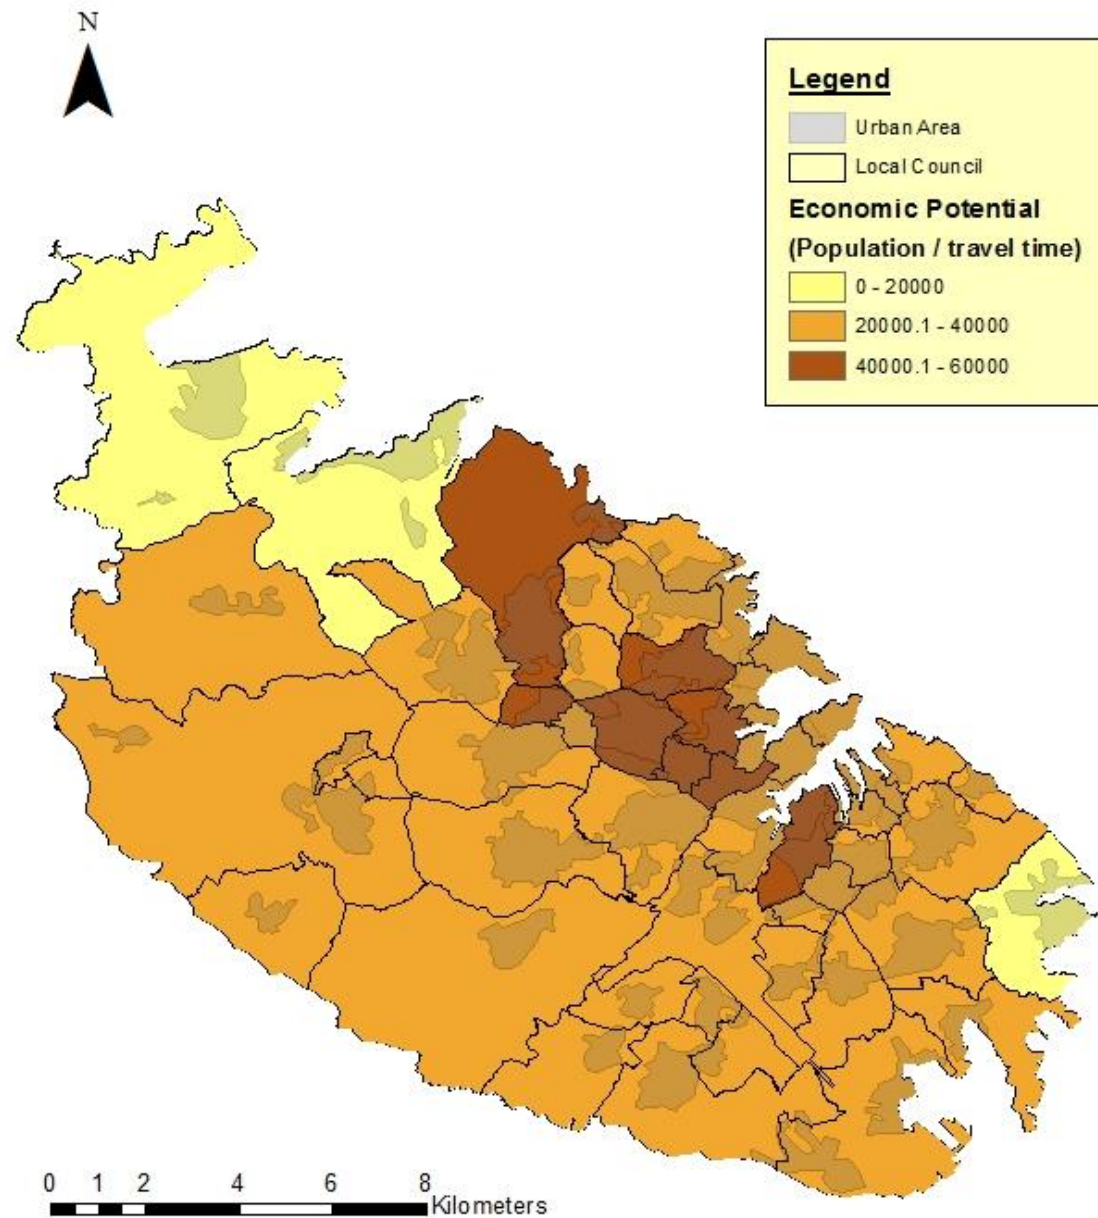 N
Legend
Urban Area
Local Council
Economic Potential
(Population / travel time)
0 - 20000
20000.1 - 40000
40000.1 - 60000
0 1 2 4 6 8
Kilometers